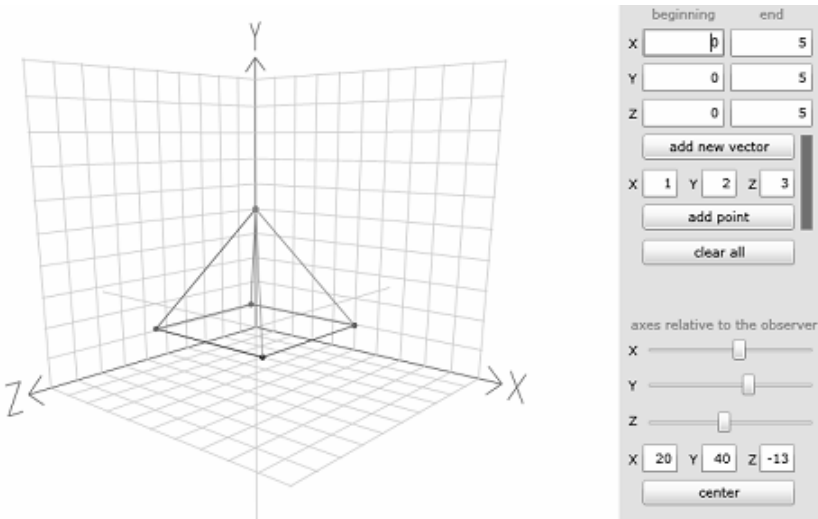 Y
Z
X
beginning end
X 0 5
Y 0 5
Z 0 5
add new vector
X 1 Y 2 Z 3
add point
clear all
axes relative to the observer
X
Y
Z
X 20 Y 40 Z -13
center